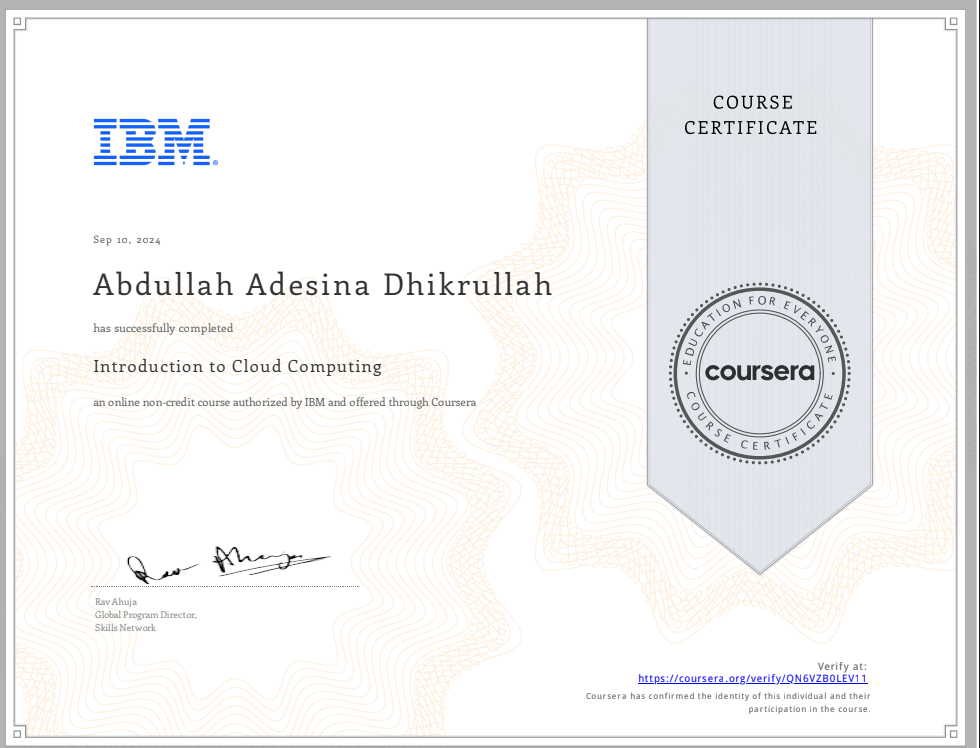 COURSE
CERTIFICATE
IBM®
Sep 10, 2024
Abdullah Adesina Dhikrullah
has successfully completed
Introduction to Cloud Computing
an online non-credit course authorized by IBM and offered through Coursera
EDUCATION FOR EVERYONE
coursera
COURSE CERTIFICATE
Rav Ahuja
Rav Ahuja
Global Program Director,
Skills Network
Verify at:
https://coursera.org/verify/QN6VZB0LEV11
Coursera has confirmed the identity of this individual and their
participation in the course.